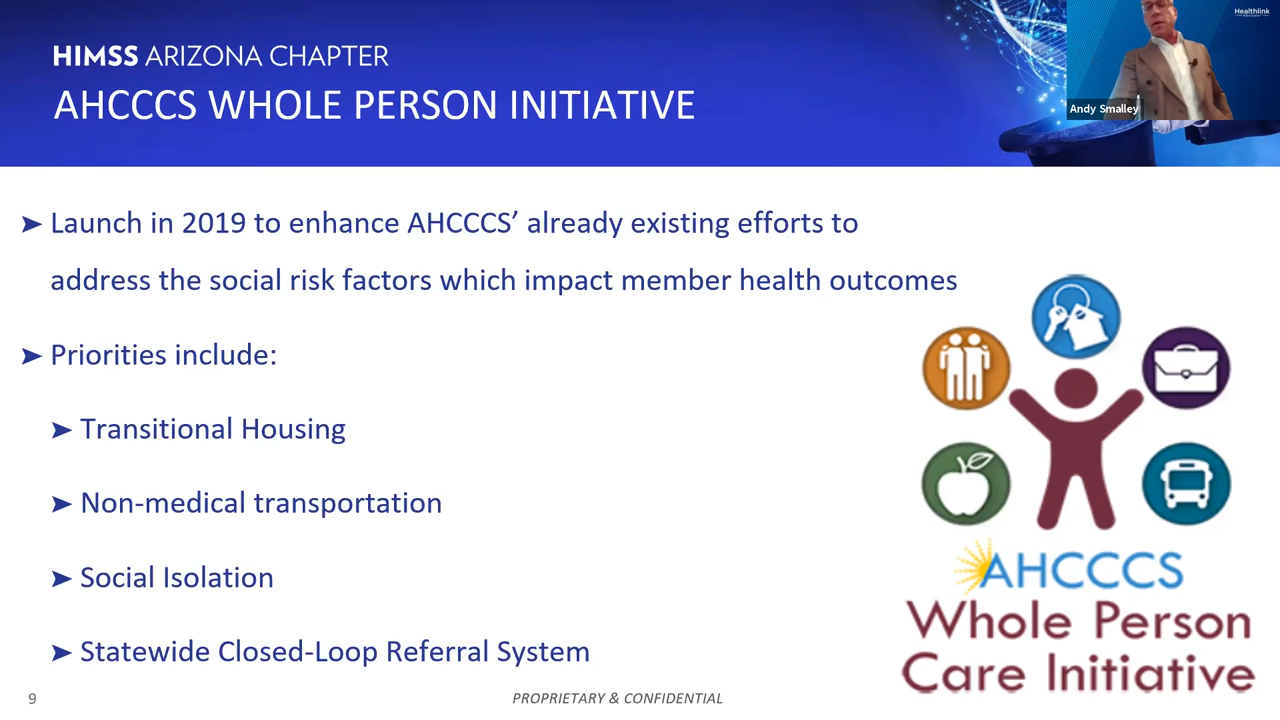 HIMSS ARIZONA CHAPTER
AHCCCS WHOLE PERSON INITIATIVE
Healthlink
Andy Smalley
➤ Launch in 2019 to enhance AHCCCS’ already existing efforts to
address the social risk factors which impact member health outcomes
➤ Priorities include:
➤ Transitional Housing
➤ Non-medical transportation
➤ Social Isolation
➤ Statewide Closed-Loop Referral System
AHCCCS
Whole Person
Care Initiative
9
PROPRIETARY & CONFIDENTIAL